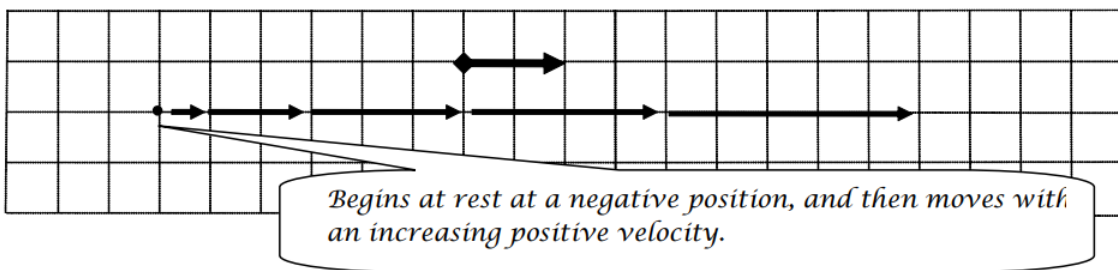 Begins at rest at a negative position, and then moves with
an increasing positive velocity.